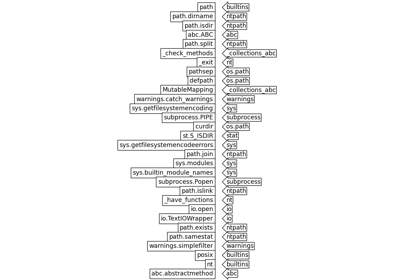 path builtins
path.dirname ntpath
path.isdir ntpath
abc.ABC abc
path.split ntpath
_check_methods _collections_abc
_exit nt
pathsep os.path
defpath os.path
MutableMapping _collections_abc
warnings.catch_warnings warnings
sys.getfilesystemencoding sys
subprocess.PIPE subprocess
curdir os.path
st.S_ISDIR stat
sys.getfilesystemencodeerrors sys
path.join ntpath
sys.modules sys
sys.builtin_module_names sys
subprocess.Popen subprocess
path.islink ntpath
_have_functions nt
io.open io
io.TextIOWrapper io
path.exists ntpath
path.samestat ntpath
warnings.simplefilter warnings
posix builtins
nt builtins
abc.abstractmethod abc